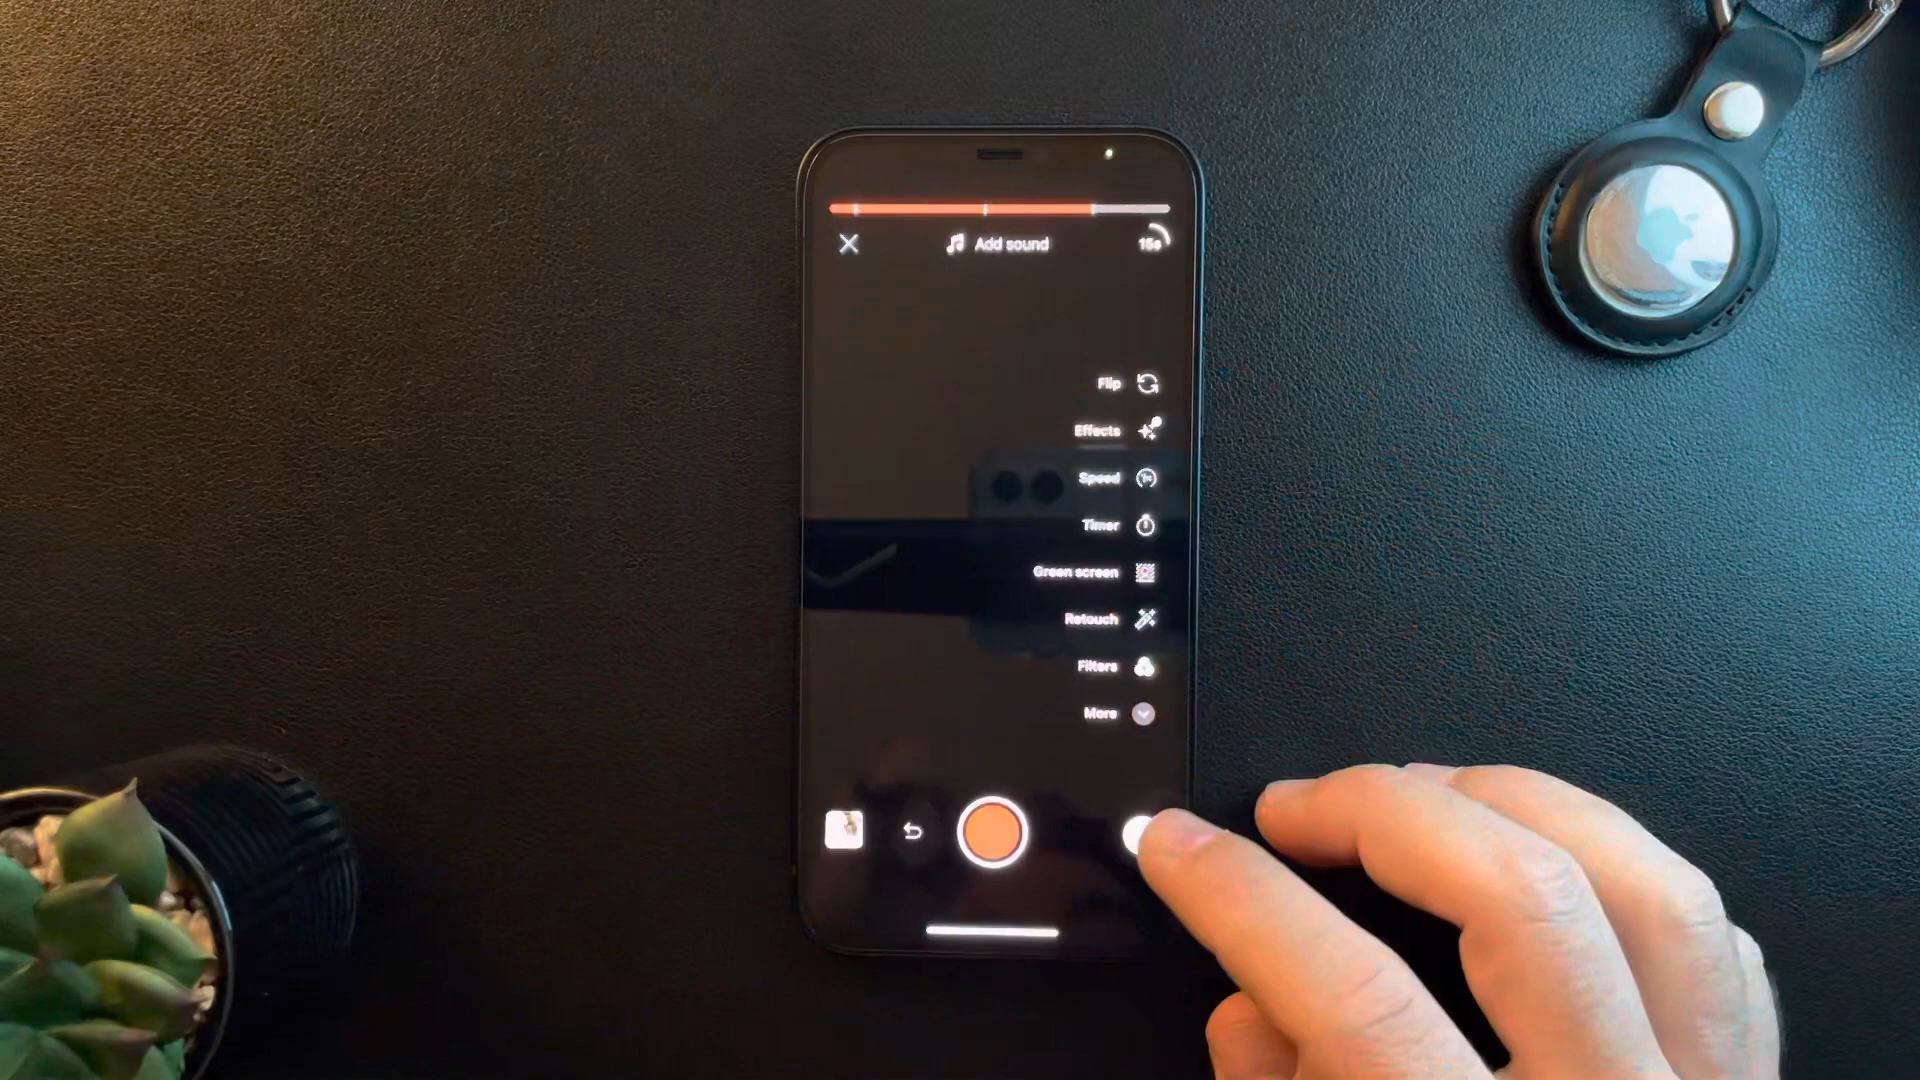 Add sound
15s
Flip
Effects
Speed
Timer
Green screen
Retouch
Filters
More